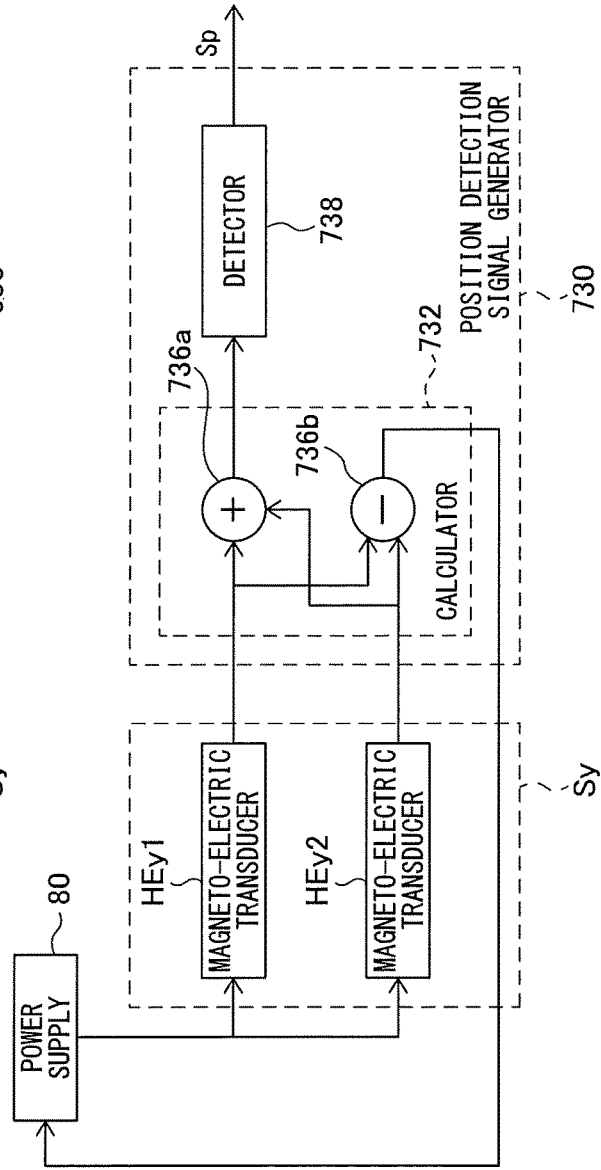 Sp
DETECTOR
738
POSITION DETECTION
SIGNAL GENERATOR
730
732
736a
+
736b
−
CALCULATOR
HEy1
MAGNETO-ELECTRIC
TRANSDUCER
HEy2
MAGNETO-ELECTRIC
TRANSDUCER
Sy
80
POWER
SUPPLY